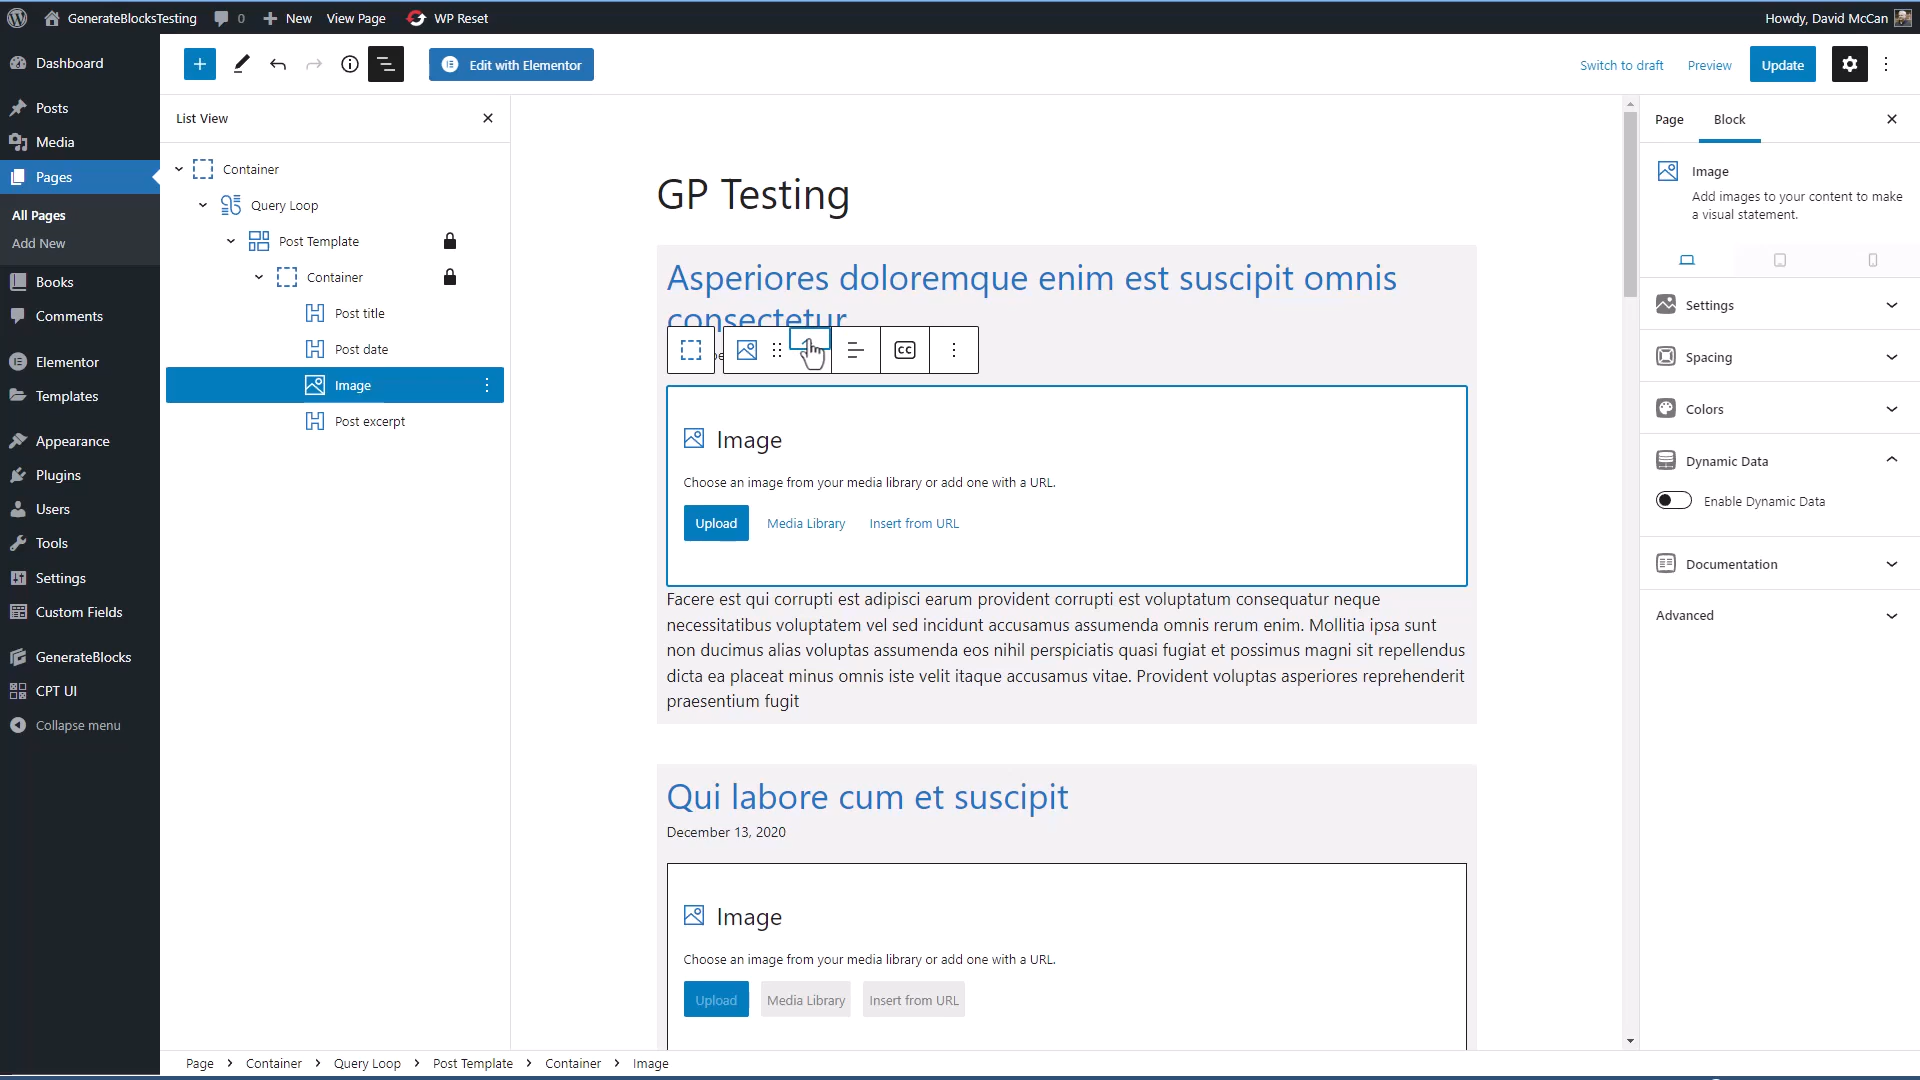 GenerateBlocksTesting
0
New
View Page
WP Reset
Howdy, David McCan
Dashboard
Posts
Media
Pages
All Pages
Add New
Books
Comments
Elementor
Templates
Appearance
Plugins
Users
Tools
Settings
Custom Fields
GenerateBlocks
CPT UI
Collapse menu
Edit with Elementor
Switch to draft
Preview
Update
List View
Container
Query Loop
Post Template
Container
Post title
Post date
Image
Post excerpt
GP Testing
Asperiores doloremque enim est suscipit omnis
consectetur
CC
Image
Choose an image from your media library or add one with a URL.
Upload
Media Library
Insert from URL
Facere est qui corrupti est adipisci earum provident corrupti est voluptatum consequatur neque
necessitatibus voluptatem vel sed incidunt accusamus assumenda omnis rerum enim. Mollitia ipsa sunt
non ducimus alias voluptas assumenda eos nihil perspiciatis quasi fugiat et possimus magni sit repellendus
dicta ea placeat minus omnis iste velit itaque accusamus vitae. Provident voluptas asperiores reprehenderit
praesentium fugit
Qui labore cum et suscipit
December 13, 2020
Image
Choose an image from your media library or add one with a URL.
Upload
Media Library
Insert from URL
Page
Block
Image
Add images to your content to make
a visual statement.
Settings
Spacing
Colors
Dynamic Data
Enable Dynamic Data
Documentation
Advanced
Page
Container
Query Loop
Post Template
Container
Image